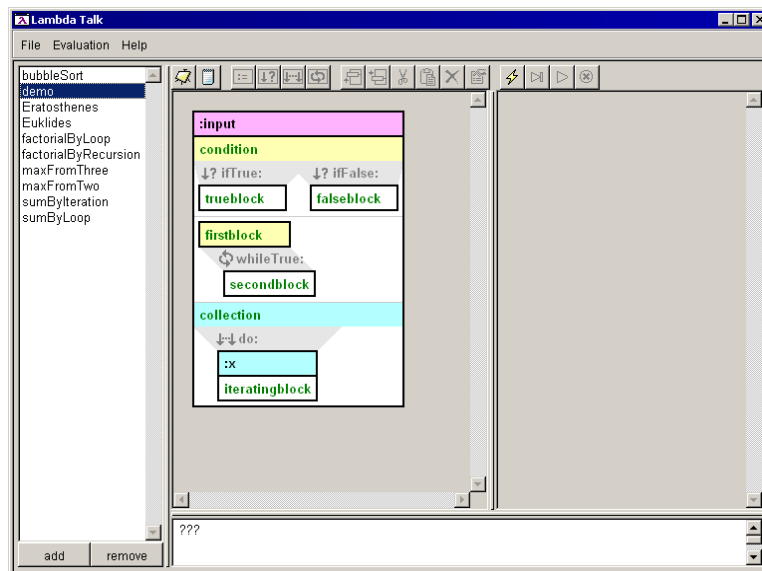 Lambda Talk
File Evaluation Help
bubbleSort
demo
Eratosthenes
Euklides
factorialByLoop
factorialByRecursion
maxFromThree
maxFromTwo
sumByIteration
sumByLoop
add remove
:=
:input
condition
↓? ifTrue: ↓? ifFalse:
trueblock falseblock
firstblock
whileTrue:
secondblock
collection
do:
:x
iteratingblock
???